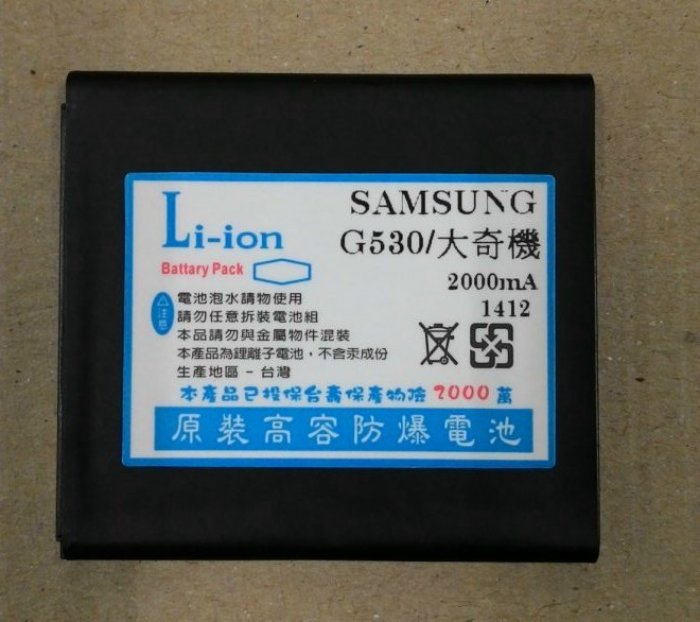 Li-ion
Battary Pack
SAMSUNG
G530/大奇機
2000mA
1412
注意
電池泡水請物使用
請勿任意拆裝電池組
本品請勿與金屬物件混裝
本產品為鋰離子電池，不含汞成份
生產地區－台灣
本產品已投保台壽保產物險 2000 萬
原裝高容防爆電池